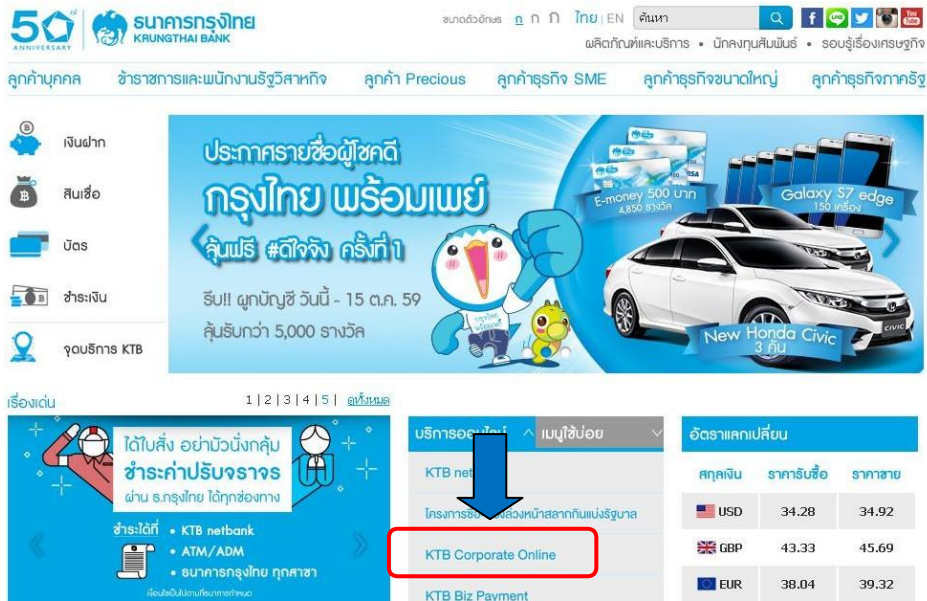 50th ANNIVERSARY
ธนาคารกรุงไทย
KRUNGTHAI BANK
ขนาดตัวอักษร ก ก ก ไทย | EN ค้นหา
ผลิตภัณฑ์และบริการ • นักลงทุนสัมพันธ์ • รอบรู้เรื่องเศรษฐกิจ
ลูกค้าบุคคล ข้าราชการและพนักงานรัฐวิสาหกิจ ลูกค้า Precious ลูกค้าธุรกิจ SME ลูกค้าธุรกิจขนาดใหญ่ ลูกค้าธุรกิจภาครัฐ
เงินฝาก
สินเชื่อ
บัตร
ชำระเงิน
จุดบริการ KTB
ประกาศรายชื่อผู้โชคดี
กรุงไทย พร้อมเพย์
ลุ้นฟรี #ดีใจจัง ครั้งที่ 1
รีบ!! ผูกบัญชี วันนี้ - 15 ต.ค. 59
ลุ้นรับกว่า 5,000 รางวัล
E-money 500 บาท
4,850 รางวัล
Galaxy S7 edge
150 เครื่อง
New Honda Civic
3 คัน
CIVIC
เรื่องเด่น 1 | 2 | 3 | 4 | 5 | ดูทั้งหมด
ได้ใบสั่ง อย่ามัวนั่งกลุ้ม
ชำระค่าปรับจราจร
ผ่าน ธ.กรุงไทย ได้ทุกช่องทาง
ชำระได้ที่ • KTB netbank
• ATM/ADM
• ธนาคารกรุงไทย ทุกสาขา
เงื่อนไขเป็นไปตามที่ธนาคารกำหนด
เมนูใช้บ่อย
KTB
สลากกินแบ่งรัฐบาล
KTB Corporate Online
KTB Biz Payment
อัตราแลกเปลี่ยน
สกุลเงิน ราคารับซื้อ ราคาขาย
USD 34.28 34.92
GBP 43.33 45.69
EUR 38.04 39.32